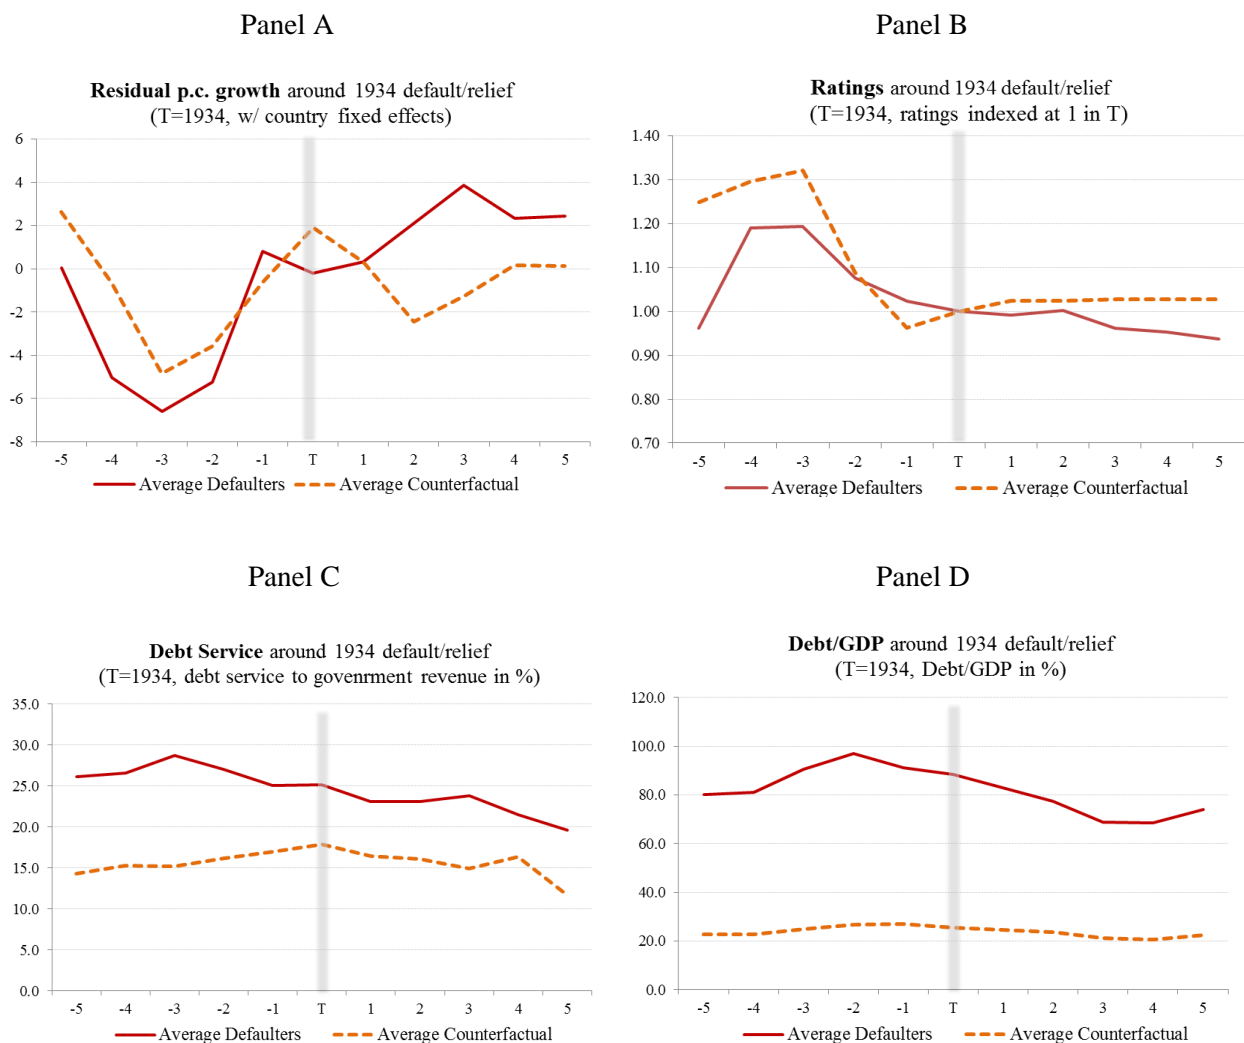 Panel A
Residual p.c. growth around 1934 default/relief
(T=1934, w/ country fixed effects)
6
4
2
0
-2
-4
-6
-8
-5 -4 -3 -2 -1 T 1 2 3 4 5
Average Defaulters Average Counterfactual
Panel B
Ratings around 1934 default/relief
(T=1934, ratings indexed at 1 in T)
1.40
1.30
1.20
1.10
1.00
0.90
0.80
0.70
-5 -4 -3 -2 -1 T 1 2 3 4 5
Average Defaulters Average Counterfactual
Panel C
Debt Service around 1934 default/relief
(T=1934, debt service to govenrment revenue in %)
35.0
30.0
25.0
20.0
15.0
10.0
5.0
0.0
-5 -4 -3 -2 -1 T 1 2 3 4 5
Average Defaulters Average Counterfactual
Panel D
Debt/GDP around 1934 default/relief
(T=1934, Debt/GDP in %)
120.0
100.0
80.0
60.0
40.0
20.0
0.0
-5 -4 -3 -2 -1 T 1 2 3 4 5
Average Defaulters Average Counterfactual